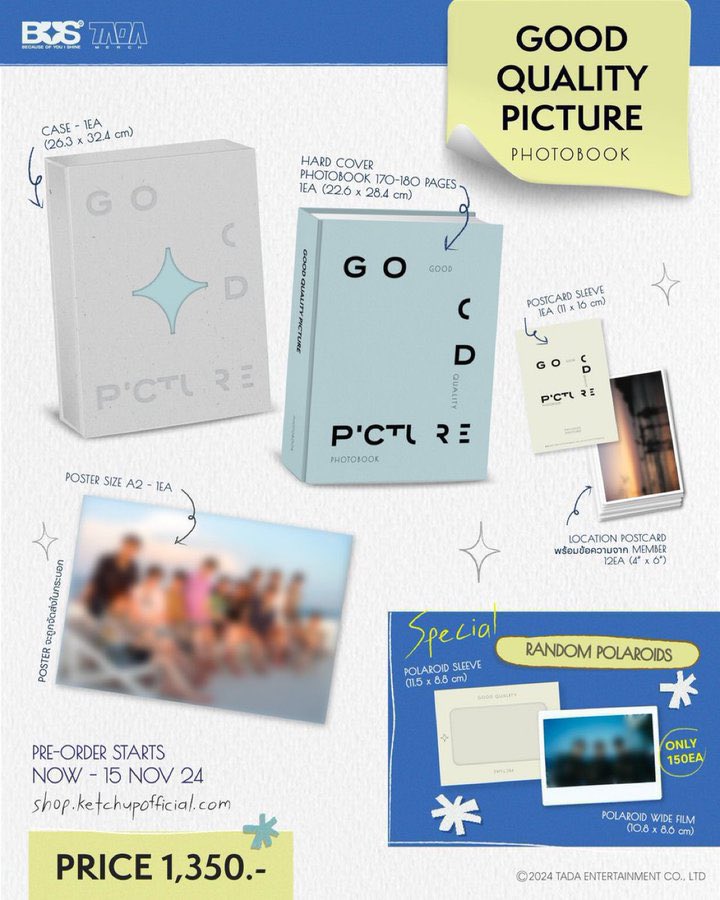 BUS
BECAUSE OF YOU I SHINE
TADA
MERCH
GOOD
QUALITY
PICTURE
PHOTOBOOK
CASE - 1EA
(26.3 x 32.4 cm)
GO
O
D
P'CTURE
HARD COVER
PHOTOBOOK 170-180 PAGES
1EA (22.6 x 28.4 cm)
GOOD QUALITY PICTURE
GO
GOOD
O
D
QUALITY
P'CTURE
PHOTOBOOK
POSTCARD SLEEVE
1EA (11 x 16 cm)
GO
GOOD
O
D
P'CTURE
LOCATION POSTCARD
พร้อมข้อความจาก MEMBER
12EA (4" x 6")
POSTER SIZE A2 - 1EA
POSTER จะถูกจัดส่งในกระบอก
Special
RANDOM POLAROIDS
POLAROID SLEEVE
(11.5 x 8.8 cm)
GOOD QUALITY
PICTURE
ONLY
150EA
POLAROID WIDE FILM
(10.8 x 8.6 cm)
PRE-ORDER STARTS
NOW - 15 NOV 24
shop.ketchupofficial.com
PRICE 1,350.-
©2024 TADA ENTERTAINMENT CO., LTD